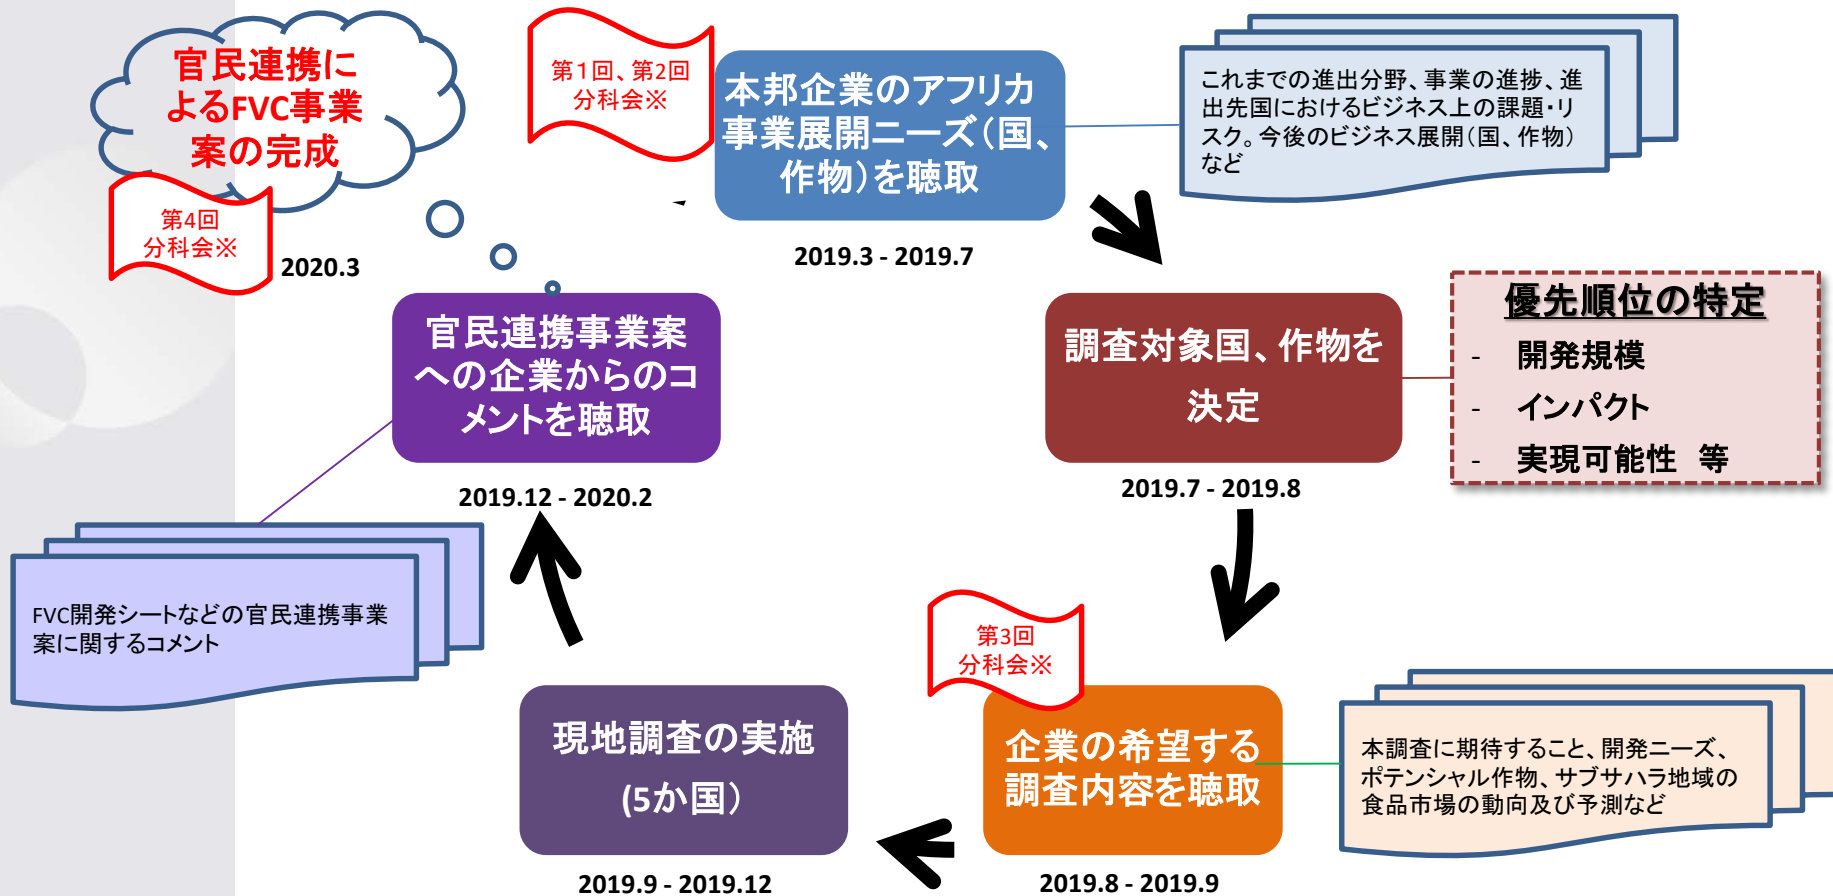 官民連携に
よるFVC事業
案の完成
第4回
分科会※
2020.3
第1回、第2回
分科会※
本邦企業のアフリカ
事業展開ニーズ(国、
作物)を聴取
2019.3 - 2019.7
これまでの進出分野、事業の進捗、進
出先国におけるビジネス上の課題・リ
スク。今後のビジネス展開(国、作物)
など
調査対象国、作物を
決定
2019.7 - 2019.8
優先順位の特定
- 開発規模
- インパクト
- 実現可能性 等
第3回
分科会※
企業の希望する
調査内容を聴取
2019.8 - 2019.9
本調査に期待すること、開発ニーズ、
ポテンシャル作物、サブサハラ地域の
食品市場の動向及び予測など
現地調査の実施
(5か国)
2019.9 - 2019.12
官民連携事業案
への企業からのコ
メントを聴取
2019.12 - 2020.2
FVC開発シートなどの官民連携事業
案に関するコメント